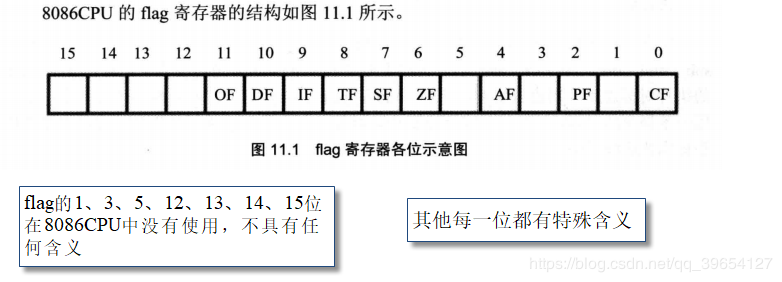 8086CPU 的 flag 寄存器的结构如图 11.1 所示。
15 14 13 12 11 10 9 8 7 6 5 4 3 2 1 0
OF DF IF TF SF ZF AF PF CF
图 11.1 flag 寄存器各位示意图
flag的1、3、5、12、13、14、15位
在8086CPU中没有使用，不具有任
何含义
其他每一位都有特殊含义
https://blog.csdn.net/qq_39654127